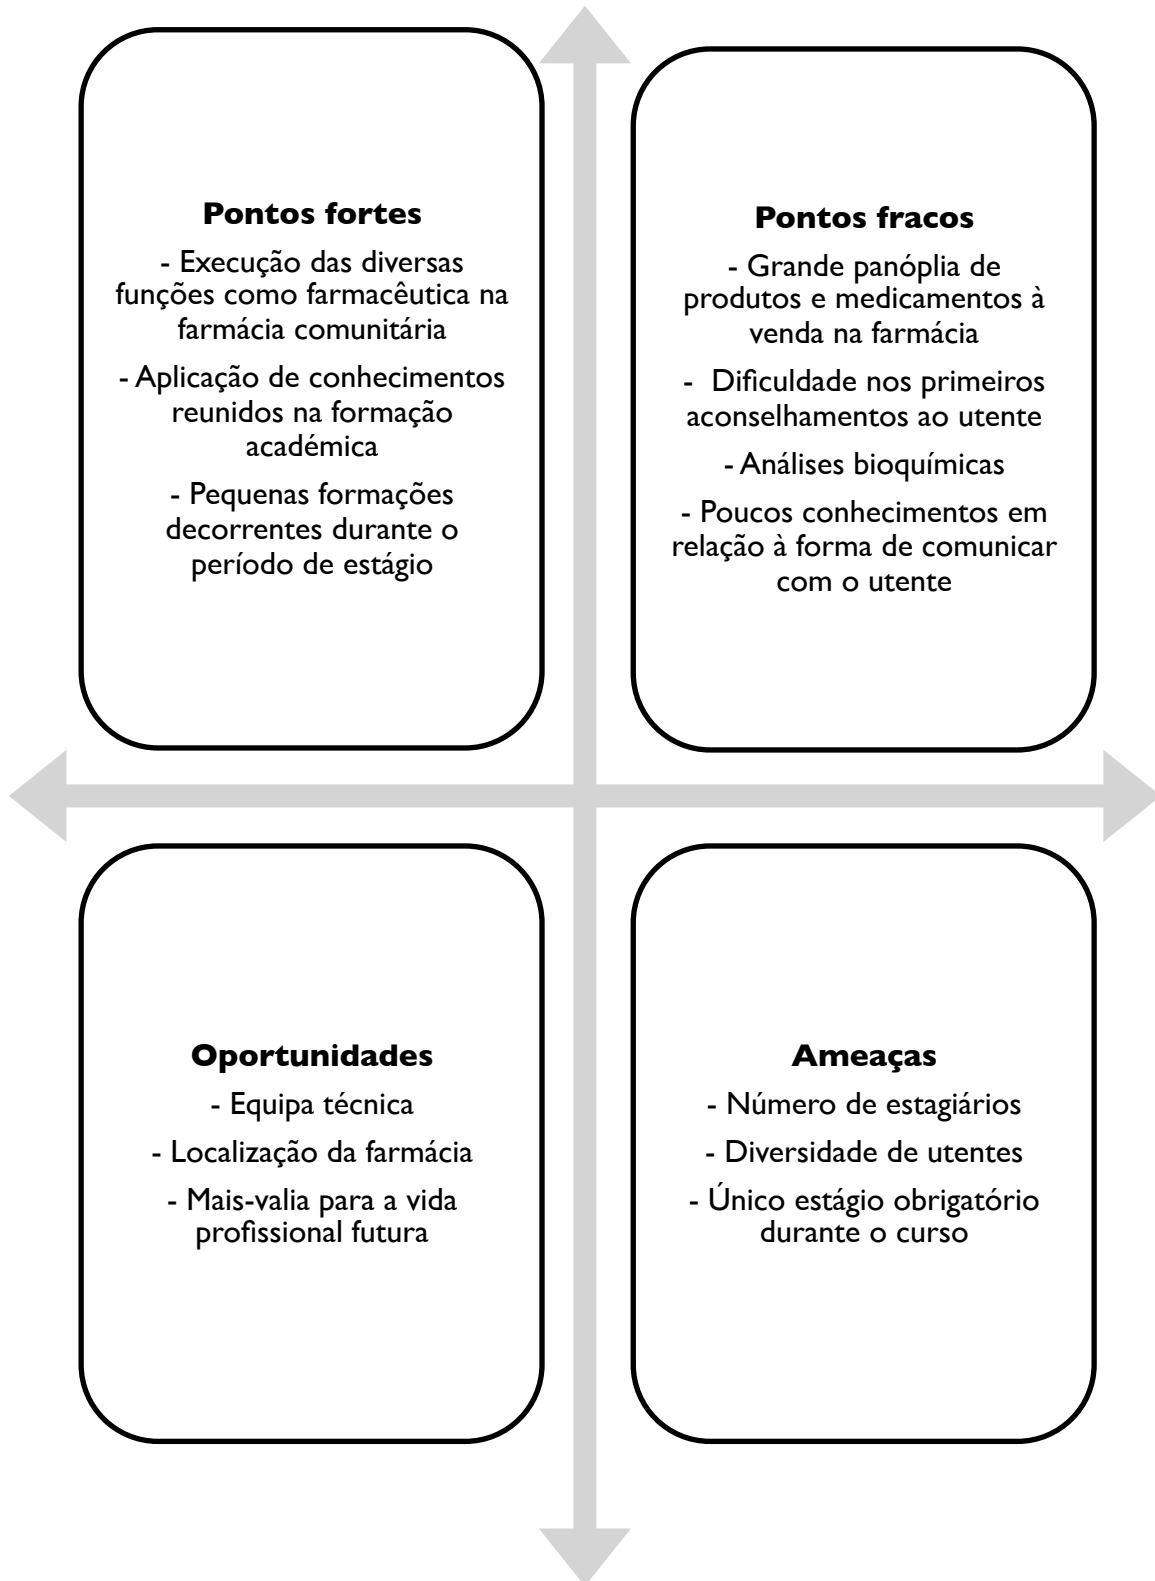 Pontos fortes
- Execução das diversas
funções como farmacêutica na
farmácia comunitária
- Aplicação de conhecimentos
reunidos na formação
académica
- Pequenas formações
decorrentes durante o
período de estágio
Pontos fracos
- Grande panóplia de
produtos e medicamentos à
venda na farmácia
- Dificuldade nos primeiros
aconselhamentos ao utente
- Análises bioquímicas
- Poucos conhecimentos em
relação à forma de comunicar
com o utente
Oportunidades
- Equipa técnica
- Localização da farmácia
- Mais-valia para a vida
profissional futura
Ameaças
- Número de estagiários
- Diversidade de utentes
- Único estágio obrigatório
durante o curso